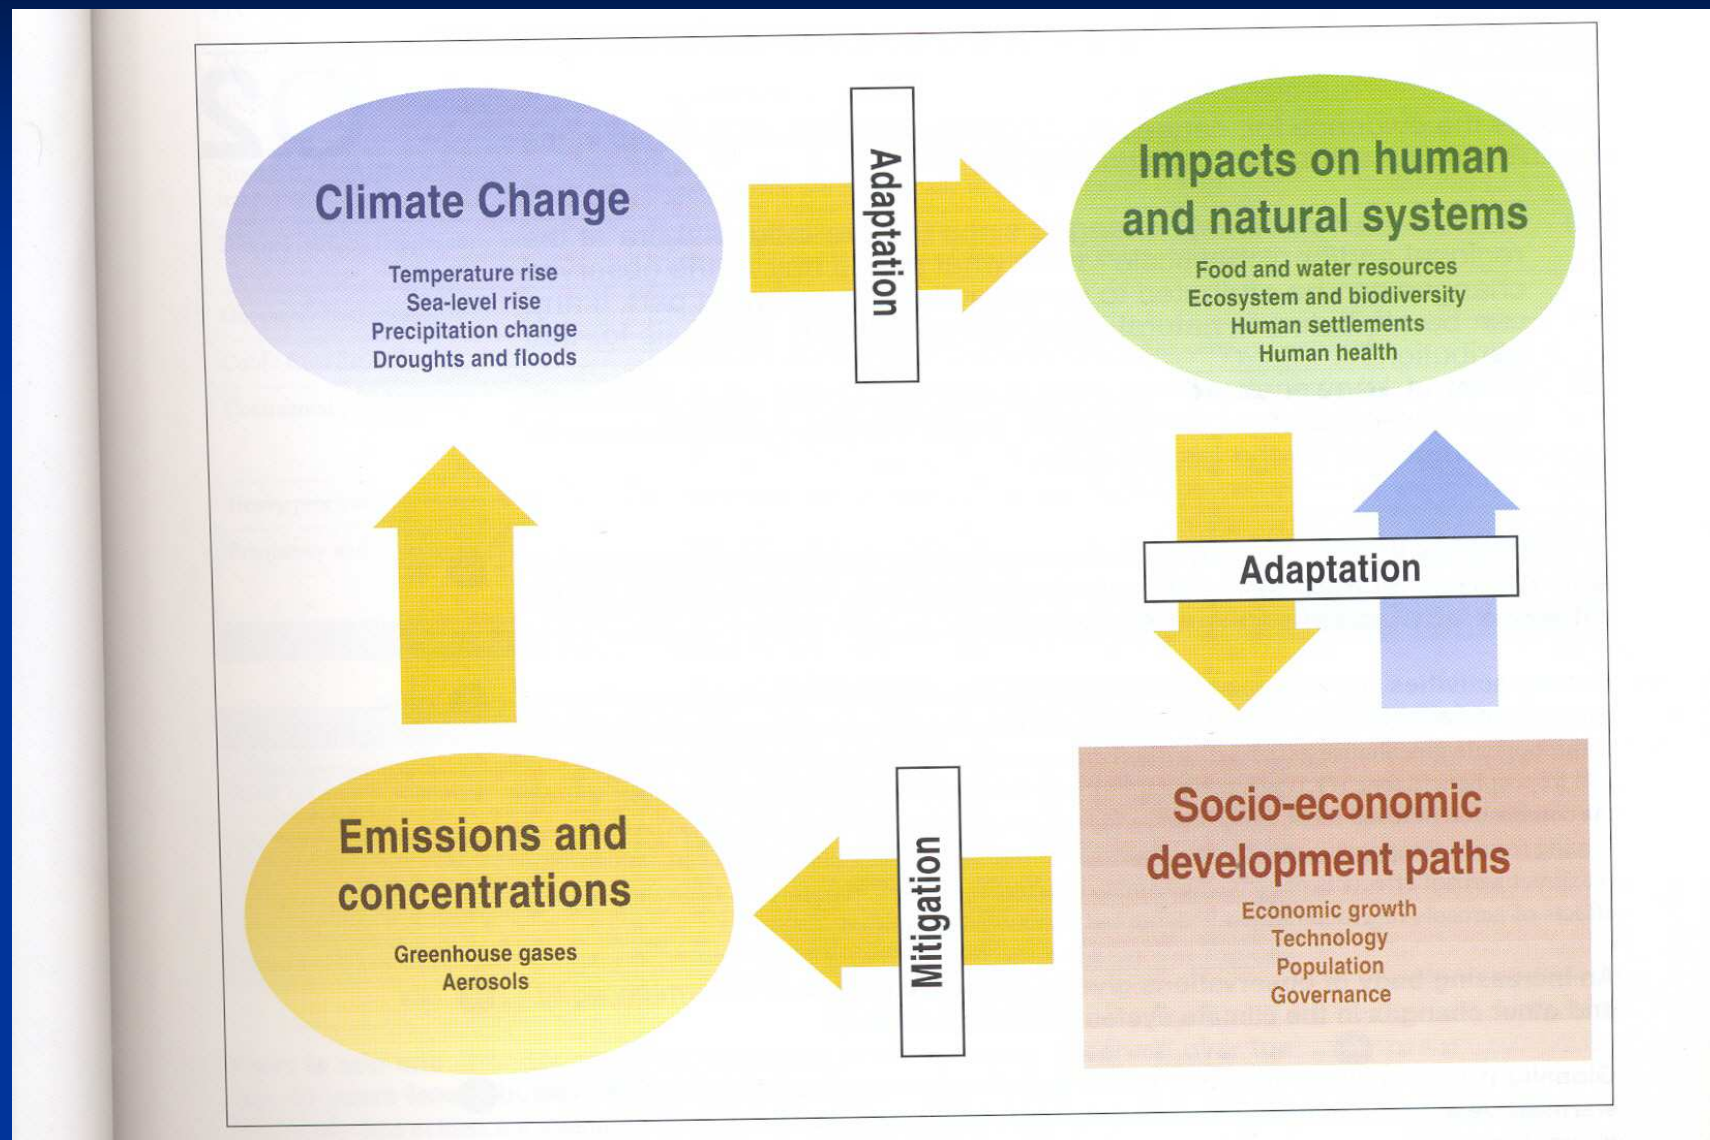 Climate Change
Temperature rise
Sea-level rise
Precipitation change
Droughts and floods
Adaptation
Impacts on human
and natural systems
Food and water resources
Ecosystem and biodiversity
Human settlements
Human health
Adaptation
Emissions and
concentrations
Greenhouse gases
Aerosols
Mitigation
Socio-economic
development paths
Economic growth
Technology
Population
Governance